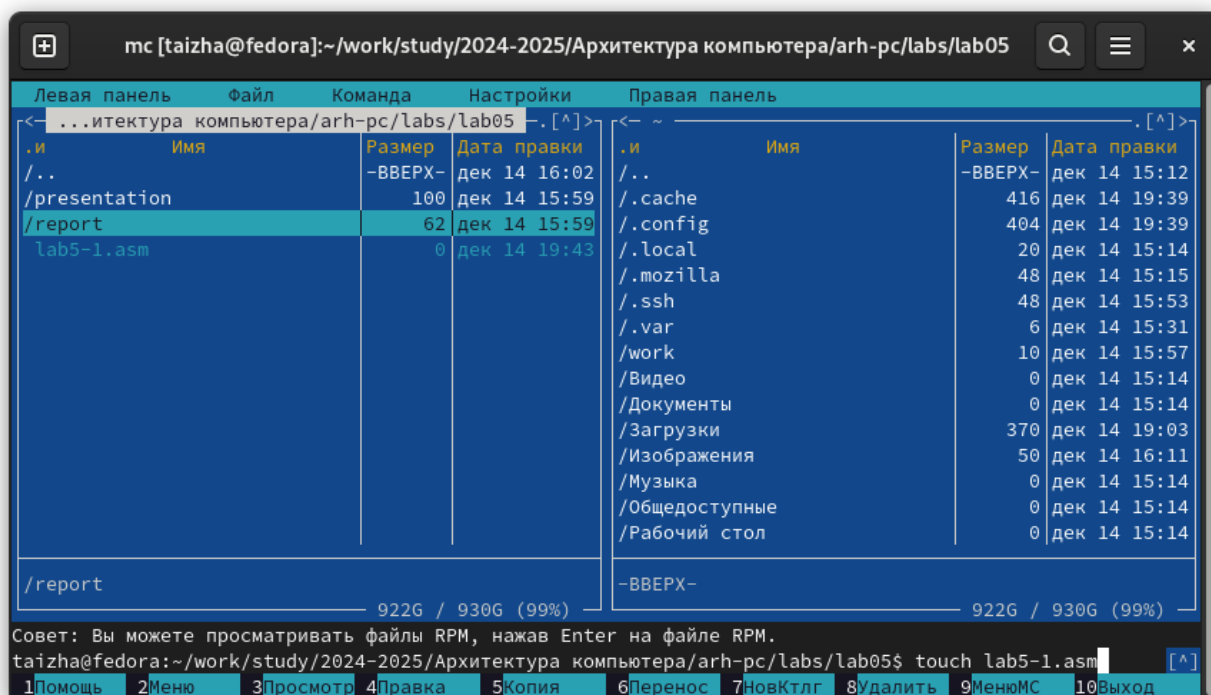 mc [taizha@fedora]:~/work/study/2024-2025/Архитектура компьютера/arh-pc/labs/lab05
Левая панель Файл Команда Настройки Правая панель
<— ...итектура компьютера/arh-pc/labs/lab05 —.[^]>
.и Имя Размер Дата правки
/.. -ВВЕРХ- дек 14 16:02
/presentation 100 дек 14 15:59
/report 62 дек 14 15:59
lab5-1.asm 0 дек 14 19:43
/report
922G / 930G (99%)
<— ~ —.[^]>
.и Имя Размер Дата правки
/.. -ВВЕРХ- дек 14 15:12
/.cache 416 дек 14 19:39
/.config 404 дек 14 19:39
/.local 20 дек 14 15:14
/.mozilla 48 дек 14 15:15
/.ssh 48 дек 14 15:53
/.var 6 дек 14 15:31
/work 10 дек 14 15:57
/Видео 0 дек 14 15:14
/Документы 0 дек 14 15:14
/Загрузки 370 дек 14 19:03
/Изображения 50 дек 14 16:11
/Музыка 0 дек 14 15:14
/Общедоступные 0 дек 14 15:14
/Рабочий стол 0 дек 14 15:14
-ВВЕРХ-
922G / 930G (99%)
Совет: Вы можете просматривать файлы RPM, нажав Enter на файле RPM.
taizha@fedora:~/work/study/2024-2025/Архитектура компьютера/arh-pc/labs/lab05$ touch lab5-1.asm [^]
1Помощь 2Меню 3Просмотр 4Правка 5Копия 6Перенос 7НовКтлг 8Удалить 9МенюМС 10Выход